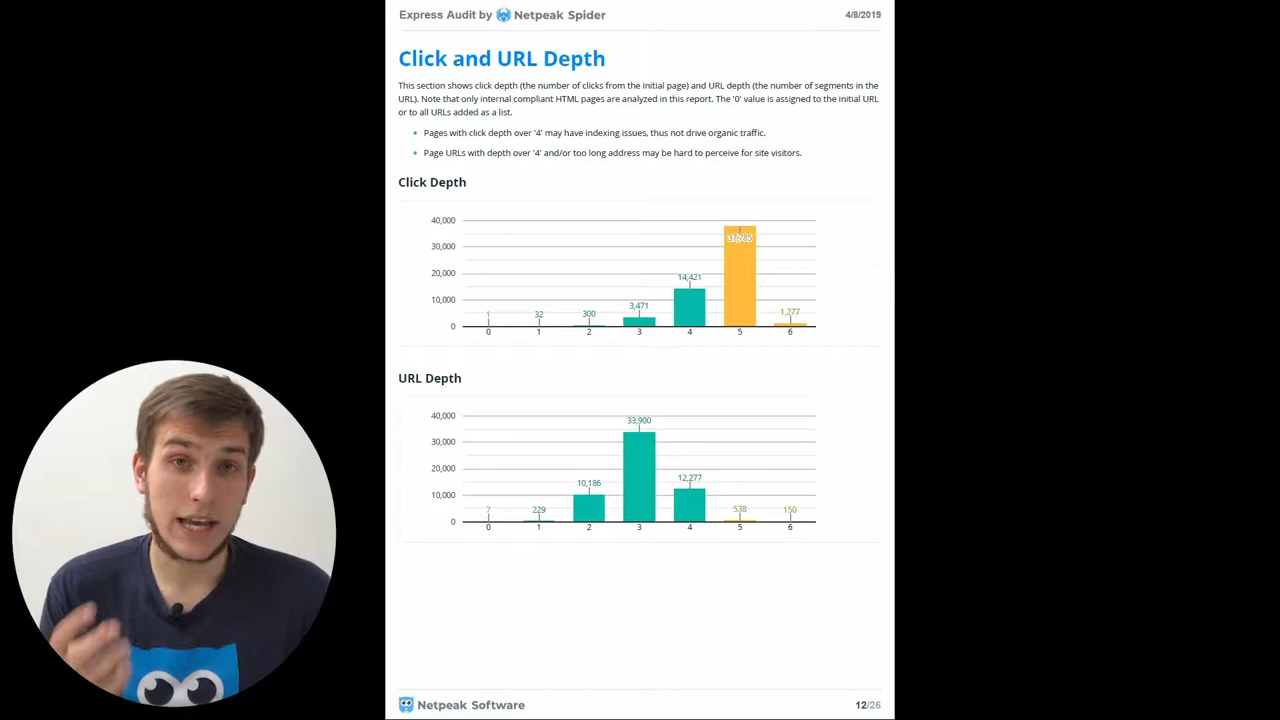 Express Audit by Netpeak Spider
4/8/2019
Click and URL Depth
This section shows click depth (the number of clicks from the initial page) and URL depth (the number of segments in the
URL). Note that only internal compliant HTML pages are analyzed in this report. The '0' value is assigned to the initial URL
or to all URLs added as a list.
Pages with click depth over '4' may have indexing issues, thus not drive organic traffic.
Page URLs with depth over '4' and/or too long address may be hard to perceive for site visitors.
Click Depth
40,000
30,000
20,000
10,000
0
1
32
300
3,471
14,421
37,785
1,277
0 1 2 3 4 5 6
URL Depth
40,000
30,000
20,000
10,000
0
7
229
10,186
33,900
12,277
538
150
0 1 2 3 4 5 6
Netpeak Software
12/26